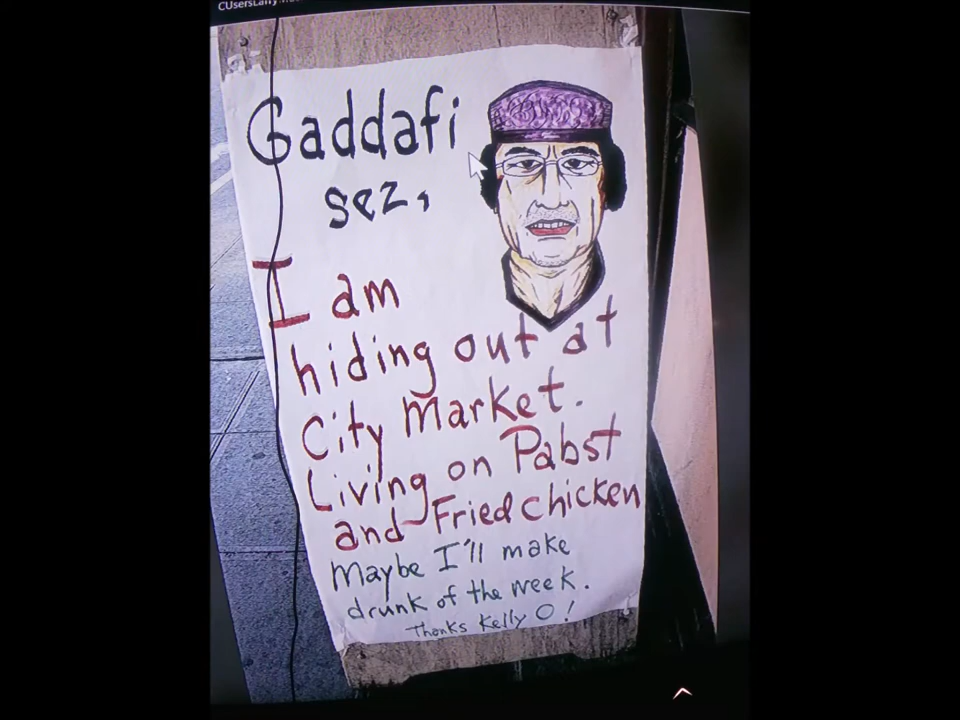 Gaddafi
sez,
I am
hiding out at
City Market.
Living on Pabst
and Fried chicken
Maybe I'll make
drunk of the week.
Thanks Kelly O!